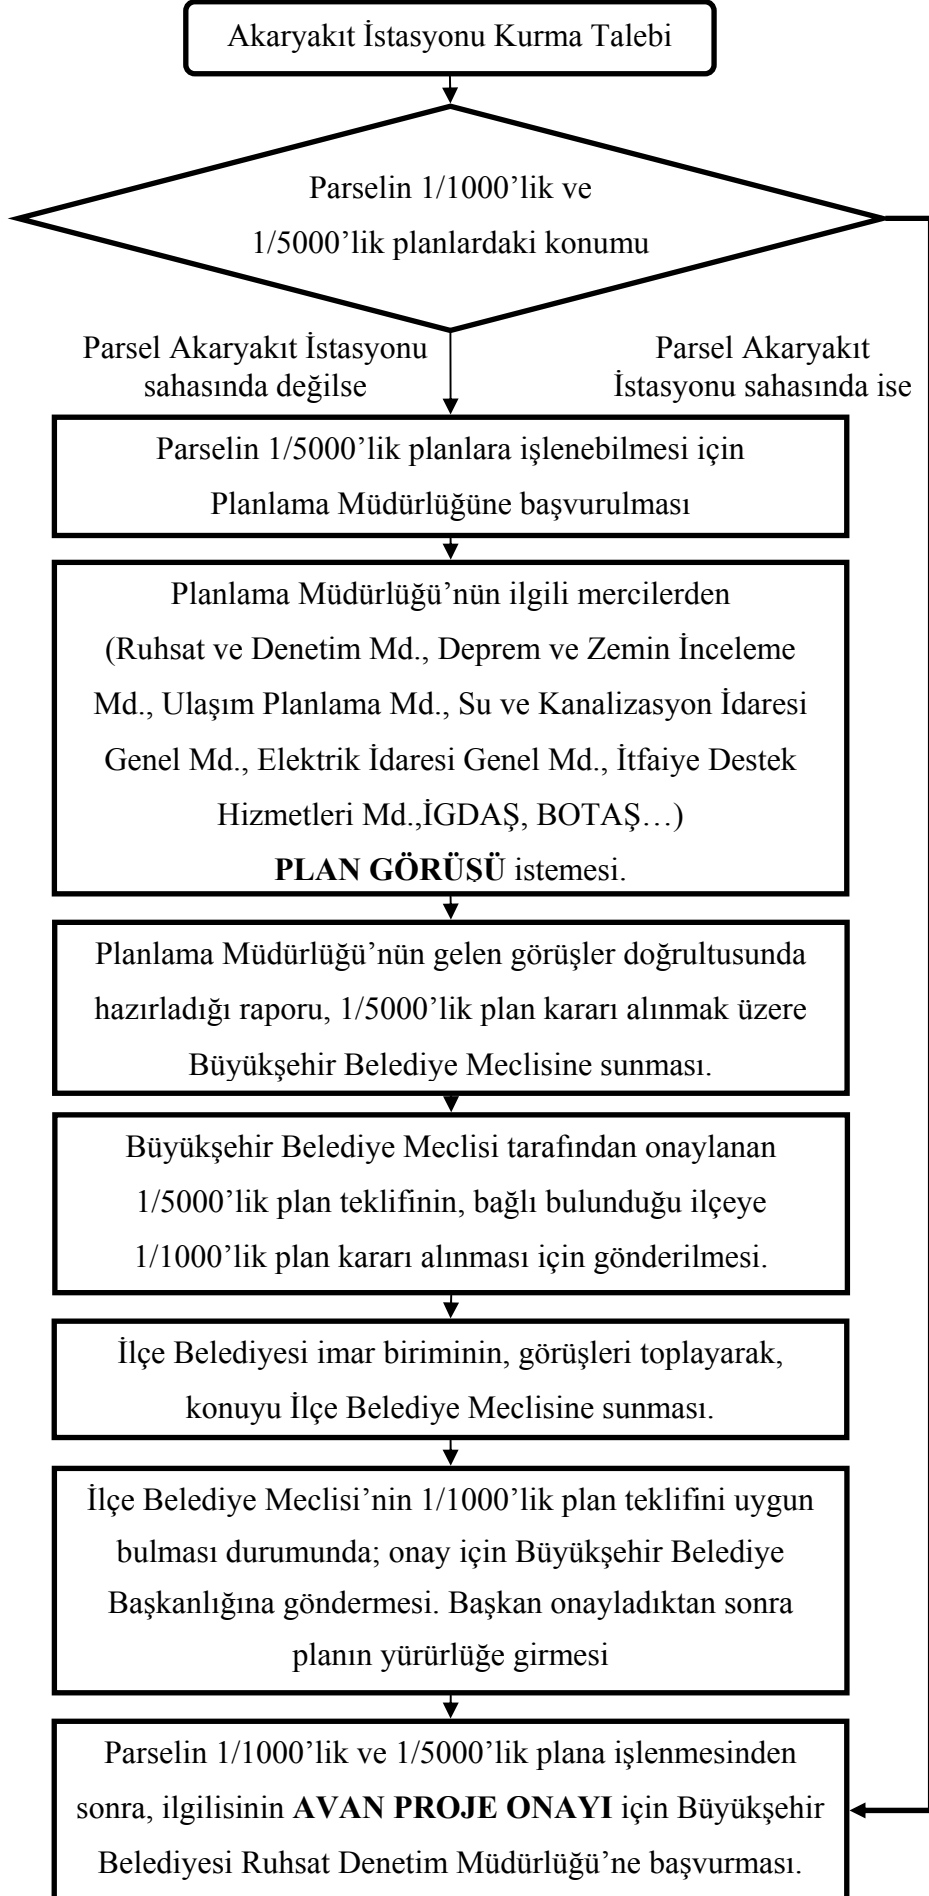 Akaryakıt İstasyonu Kurma Talebi
Parselin 1/1000’lik ve
1/5000’lik planlardaki konumu
Parsel Akaryakıt İstasyonu
sahasında değilse
Parsel Akaryakıt
İstasyonu sahasında ise
Parselin 1/5000’lik planlara işlenebilmesi için
Planlama Müdürlüğüne başvurulması
Planlama Müdürlüğü’nün ilgili mercilerden
(Ruhsat ve Denetim Md., Deprem ve Zemin İnceleme
Md., Ulaşım Planlama Md., Su ve Kanalizasyon İdaresi
Genel Md., Elektrik İdaresi Genel Md., İtfaiye Destek
Hizmetleri Md.,İGDAŞ, BOTAŞ…)
PLAN GÖRÜŞÜ istemesi.
Planlama Müdürlüğü’nün gelen görüşler doğrultusunda
hazırladığı raporu, 1/5000’lik plan kararı alınmak üzere
Büyükşehir Belediye Meclisine sunması.
Büyükşehir Belediye Meclisi tarafından onaylanan
1/5000’lik plan teklifinin, bağlı bulunduğu ilçeye
1/1000’lik plan kararı alınması için gönderilmesi.
İlçe Belediyesi imar biriminin, görüşleri toplayarak,
konuyu İlçe Belediye Meclisine sunması.
İlçe Belediye Meclisi’nin 1/1000’lik plan teklifini uygun
bulması durumunda; onay için Büyükşehir Belediye
Başkanlığına göndermesi. Başkan onayladıktan sonra
planın yürürlüğe girmesi
Parselin 1/1000’lik ve 1/5000’lik plana işlenmesinden
sonra, ilgilisinin AVAN PROJE ONAYI için Büyükşehir
Belediyesi Ruhsat Denetim Müdürlüğü’ne başvurması.